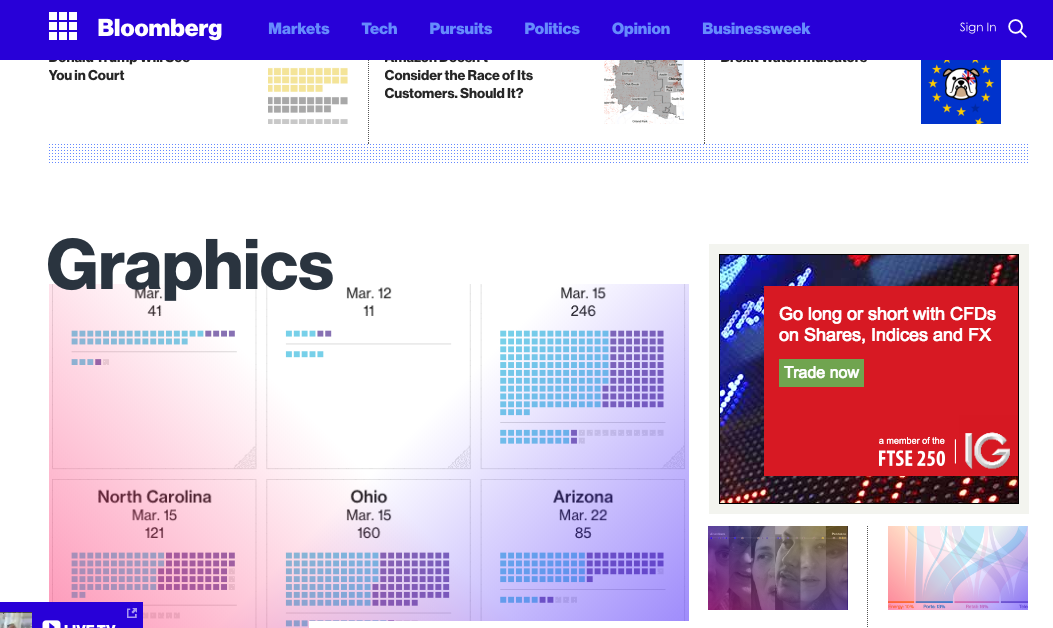 Bloomberg
Markets
Tech
Pursuits
Politics
Opinion
Businessweek
Sign In
Donald Trump Will See
You in Court
Amazon Doesn't
Consider the Race of Its
Customers. Should It?
Brexit Watch Indicators
Graphics
Mar.
41
Mar. 12
11
Mar. 15
246
North Carolina
Mar. 15
121
Ohio
Mar. 15
160
Arizona
Mar. 22
85
Go long or short with CFDs
on Shares, Indices and FX
Trade now
a member of the
FTSE 250
IG
LIVE TV